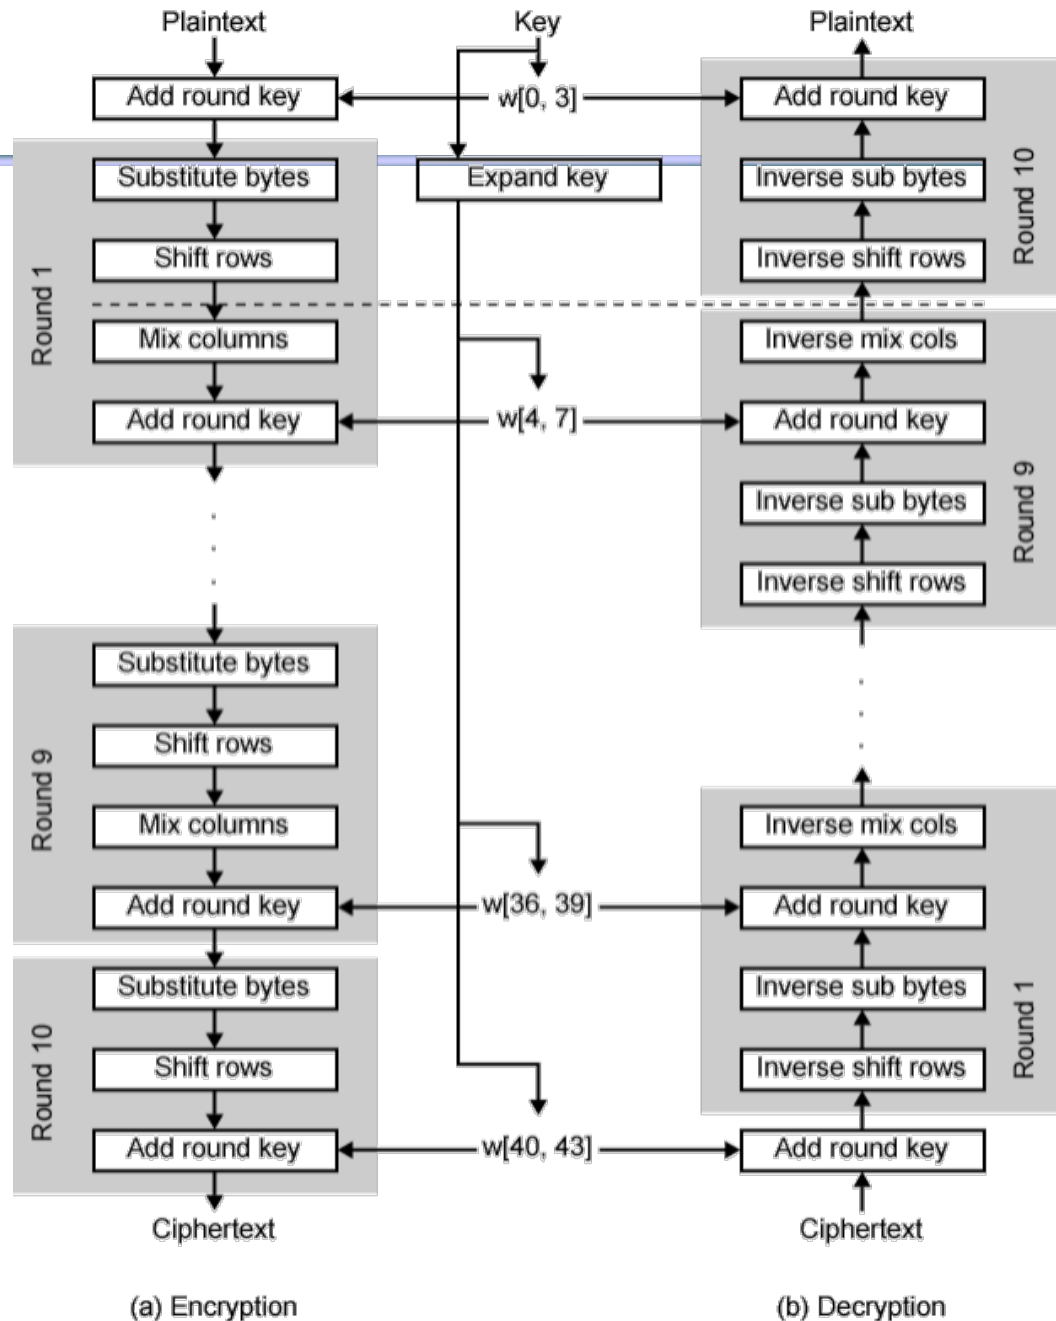 Plaintext
Key
Plaintext
Add round key
w[0, 3]
Add round key
Substitute bytes
Expand key
Inverse sub bytes
Round 10
Shift rows
Inverse shift rows
Round 1
Mix columns
Inverse mix cols
Add round key
w[4, 7]
Add round key
Inverse sub bytes
Round 9
Inverse shift rows
Substitute bytes
Shift rows
Round 9
Mix columns
Inverse mix cols
Add round key
w[36, 39]
Add round key
Substitute bytes
Inverse sub bytes
Round 1
Shift rows
Inverse shift rows
Round 10
Add round key
w[40, 43]
Add round key
Ciphertext
Ciphertext
(a) Encryption
(b) Decryption